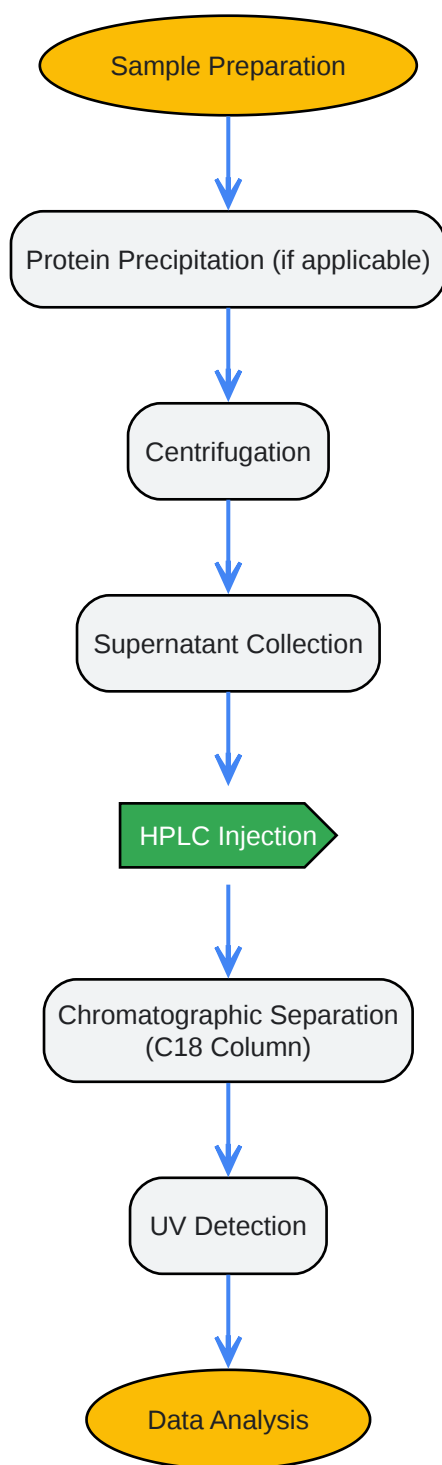 Sample Preparation
Protein Precipitation (if applicable)
Centrifugation
Supernatant Collection
HPLC Injection
Chromatographic Separation
(C18 Column)
UV Detection
Data Analysis